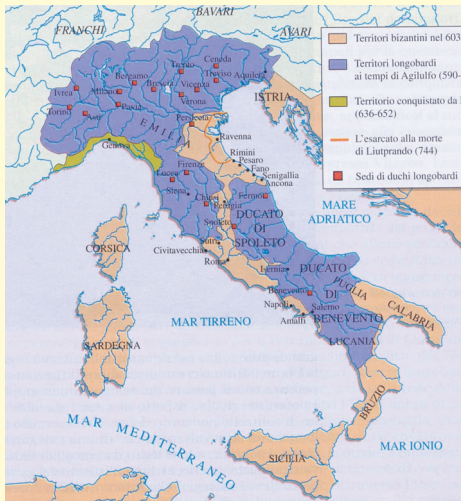 BAVARI
FRANCHI
AVARI
Territori bizantini nel 603
Territori longobardi
ai tempi di Agilulfo (590-
Territorio conquistato da
(636-652)
L'esarcato alla morte
di Liutprando (744)
Sedi di duchi longobardi
Trento
Ceneda
Bergamo
Treviso
Aquileia
Ivrea
Milano
Brescia
Vicenza
ISTRIA
Torino
Pavia
Verona
Asti
Persiceta
EMILIA
Ravenna
Genova
Rimini
Pesaro
Firenze
Fano
Lucca
Senigallia
Ancona
Siena
Chiusi
Fermo
Perugia
MARE
ADRIATICO
Spoleto
DUCATO
DI
SPOLETO
CORSICA
Sutri
Civitavecchia
Roma
Isernia
DUCATO
PUGLIA
Benevento
DI
CALABRIA
Napoli
Salerno
BENEVENTO
Amalfi
MAR TIRRENO
LUCANIA
SARDEGNA
BRUZIO
MAR MEDITERRANEO
MAR IONIO
SICILIA